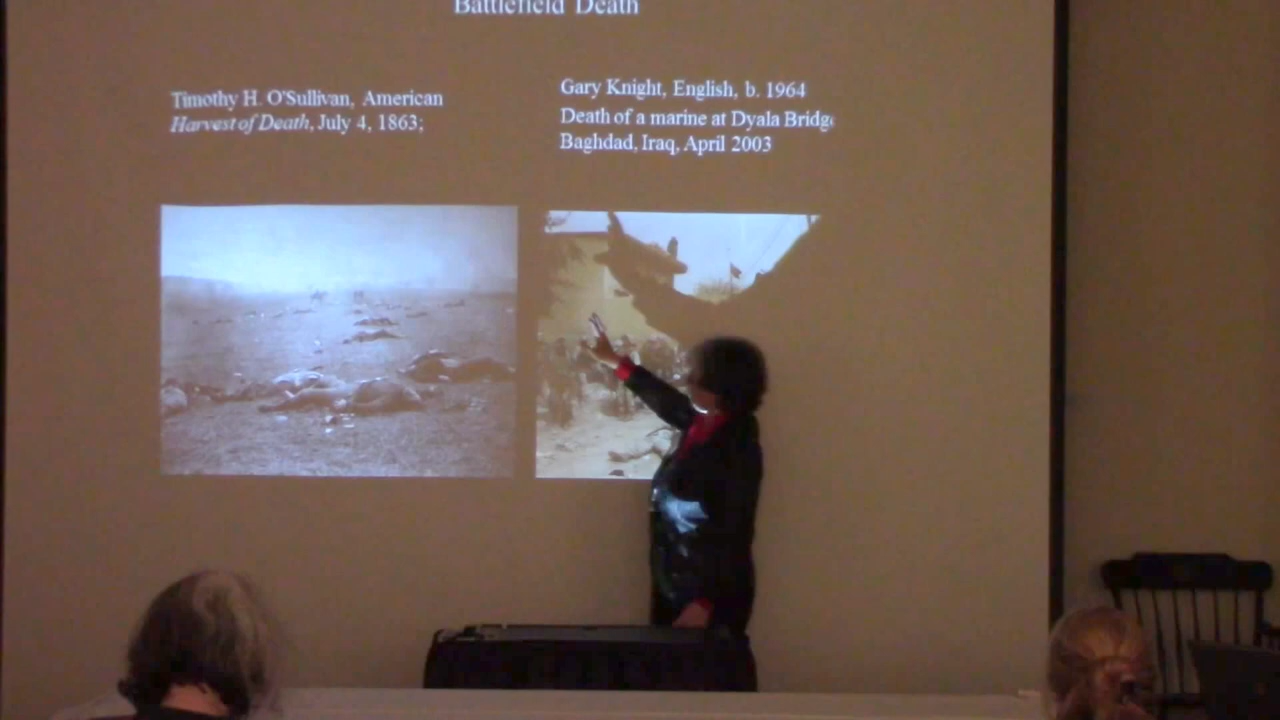 Battlefield Death
Timothy H. O'Sullivan, American
Harvest of Death, July 4, 1863;
Gary Knight, English, b. 1964
Death of a marine at Dyala Bridge
Baghdad, Iraq, April 2003